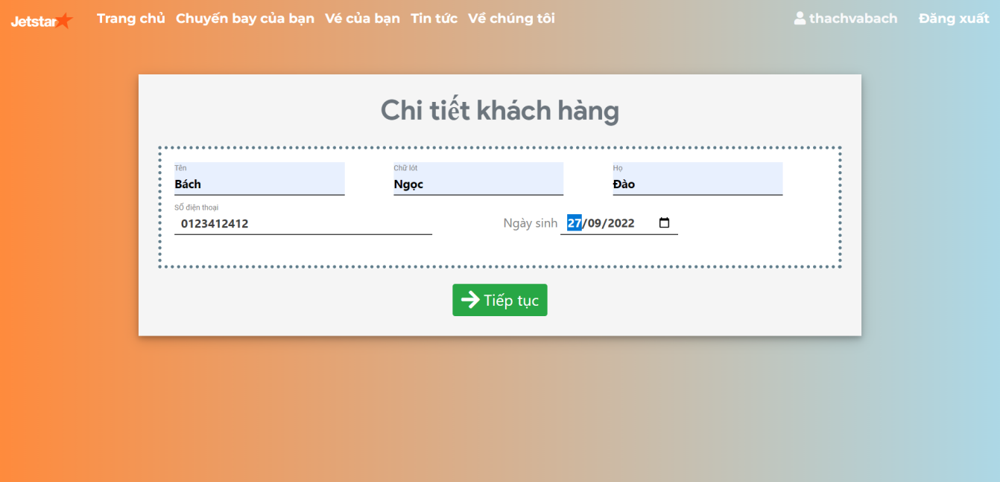 Jetstar Trang chủ Chuyến bay của bạn Vé của bạn Tin tức Về chúng tôi thachvabach Đăng xuất
Chi tiết khách hàng
Tên Chữ lót Họ
Bách Ngọc Đào
SỐ điện thoại
0123412412 Ngày sinh 27/09/2022
Tiếp tục